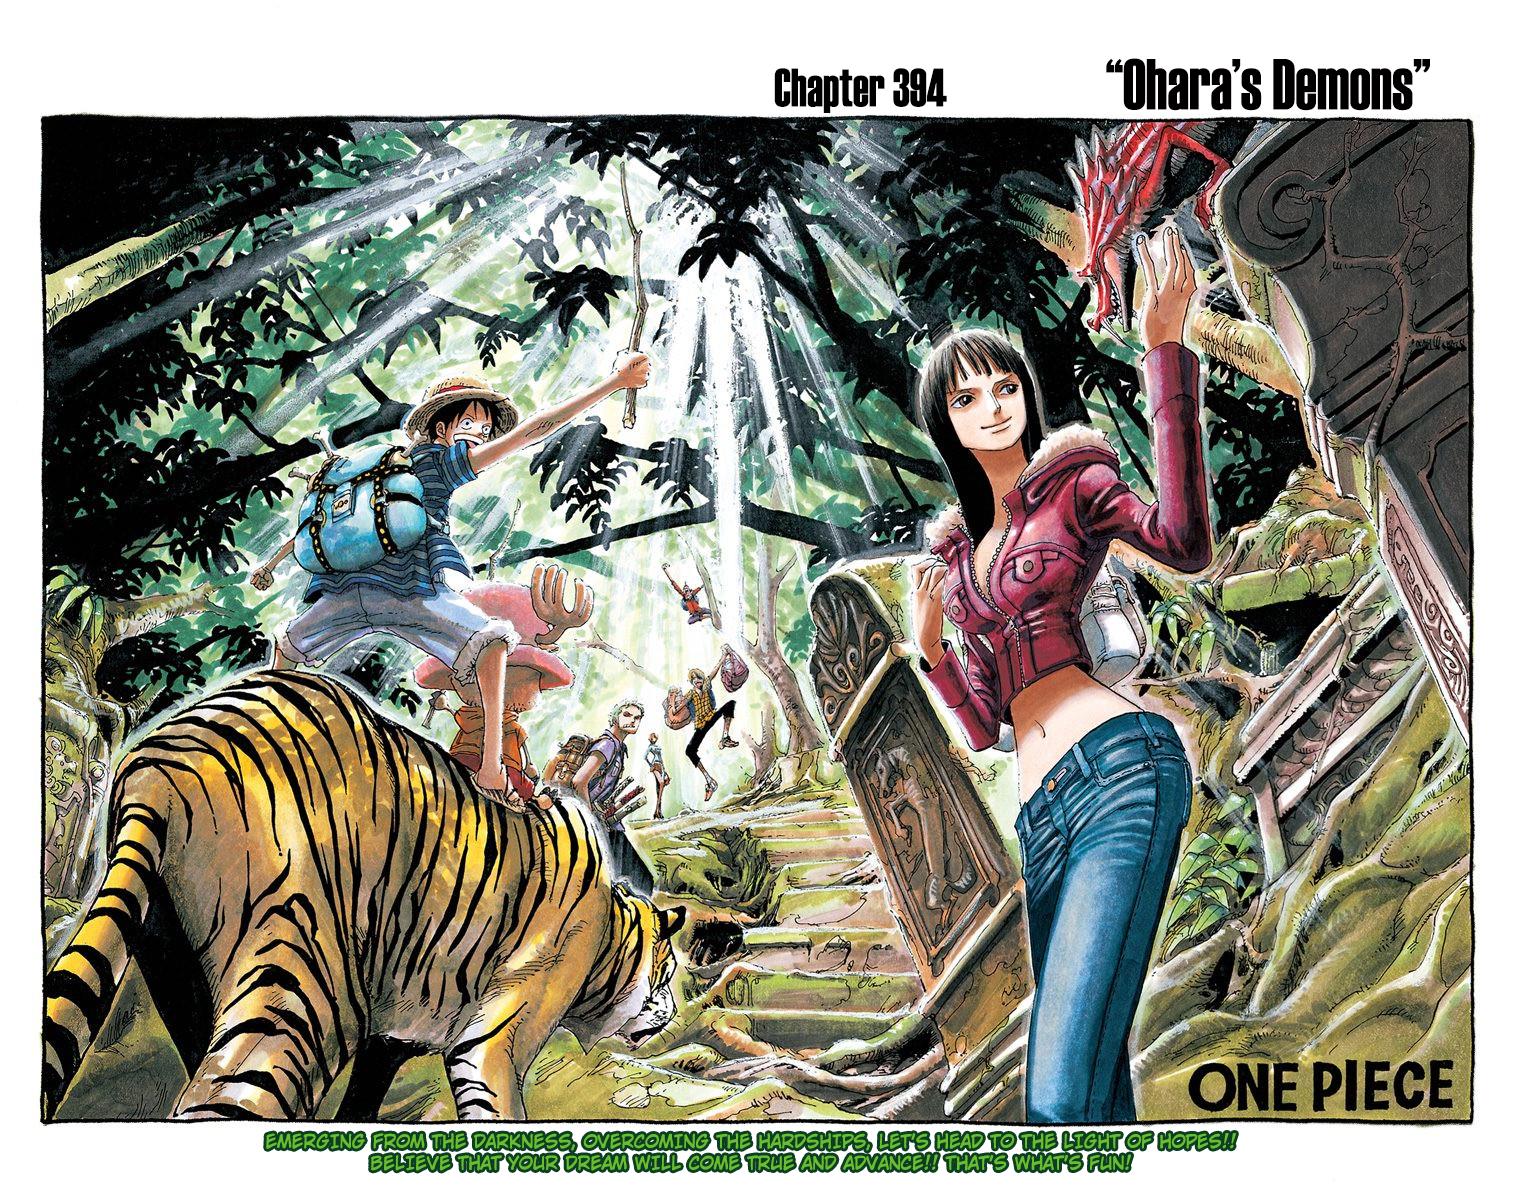 Chapter 394
“Ohara’s Demons”
ONE PIECE
EMERGING FROM THE DARKNESS, OVERCOMING THE HARDSHIPS, LET'S HEAD TO THE LIGHT OF HOPES!!
BELIEVE THAT YOUR DREAM WILL COME TRUE AND ADVANCE!! THAT'S WHAT'S FUN!